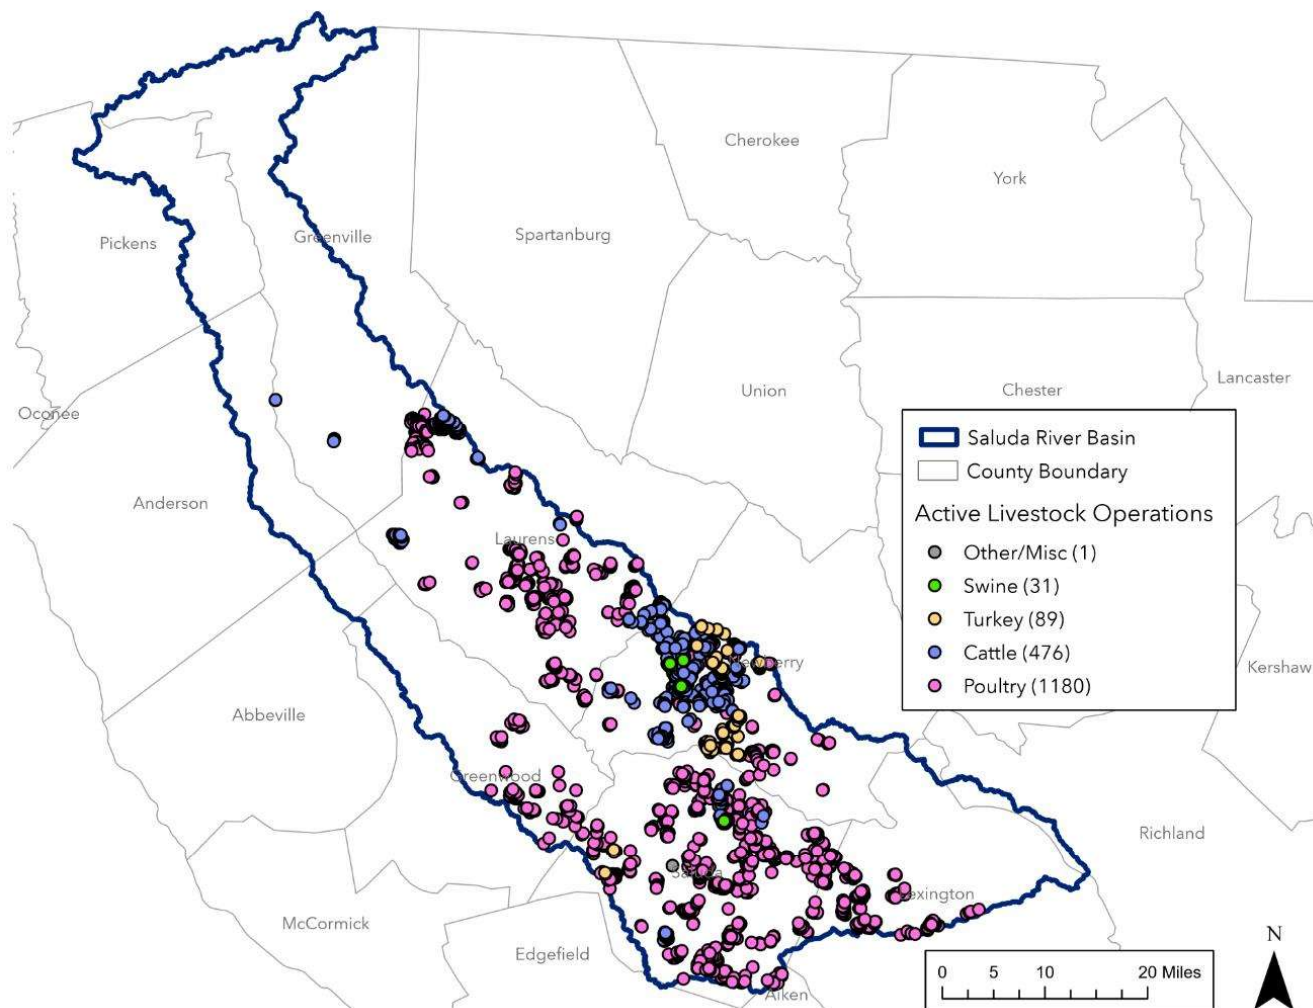 Cherokee
York
Pickens
Greenville
Spartanburg
Union
Chester
Lancaster
Oconee
Anderson
Laurens
Newberry
Kershaw
Abbeville
Greenwood
Richland
Saluda
Lexington
McCormick
Edgefield
Aiken
Saluda River Basin
County Boundary
Active Livestock Operations
Other/Misc (1)
Swine (31)
Turkey (89)
Cattle (476)
Poultry (1180)
N
0 5 10 20 Miles